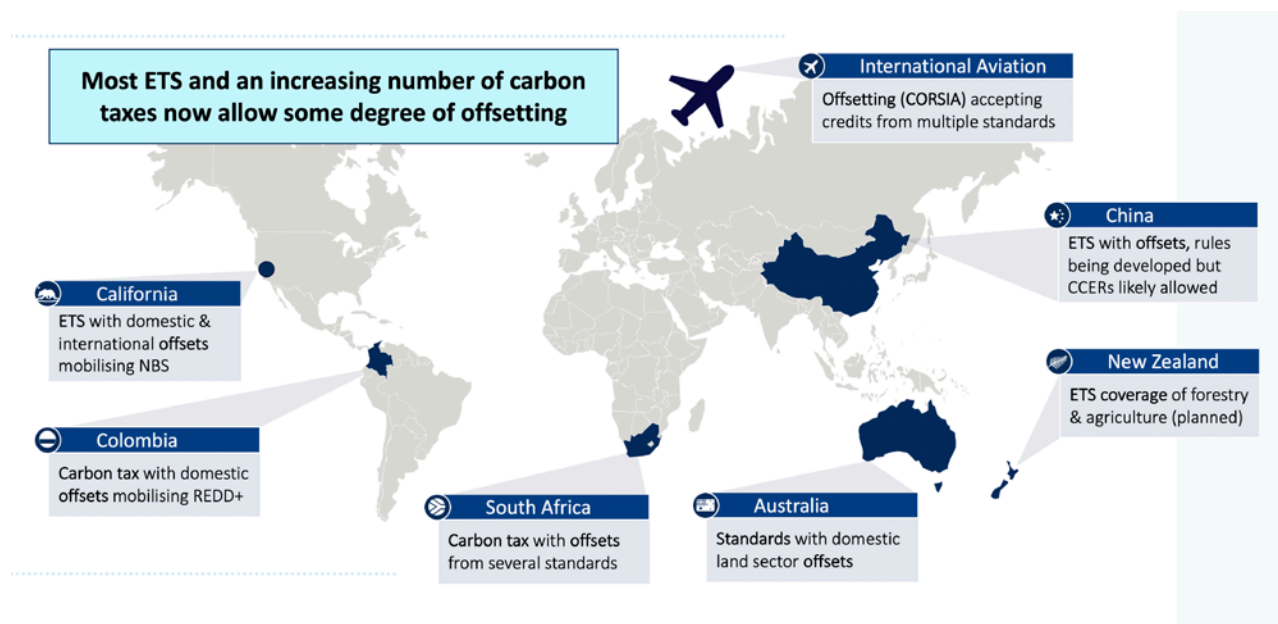 Most ETS and an increasing number of carbon
taxes now allow some degree of offsetting
International Aviation
Offsetting (CORSIA) accepting
credits from multiple standards
China
ETS with offsets, rules
being developed but
CCERs likely allowed
California
ETS with domestic &
international offsets
mobilising NBS
New Zealand
ETS coverage of forestry
& agriculture (planned)
Colombia
Carbon tax with domestic
offsets mobilising REDD+
South Africa
Carbon tax with offsets
from several standards
Australia
Standards with domestic
land sector offsets